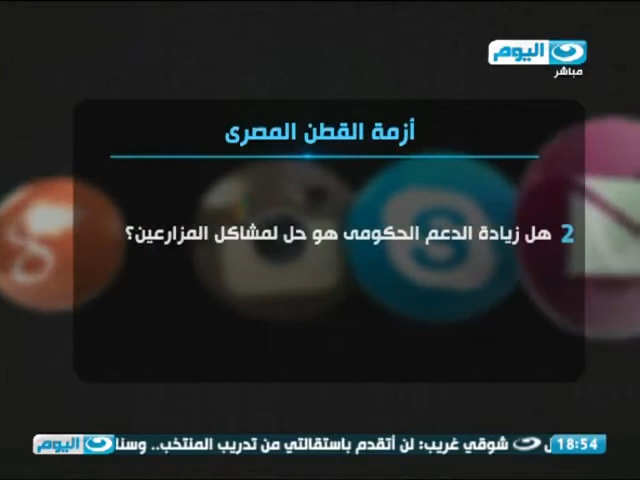 اليوم
مباشر
أزمة القطن المصرى
2 هل زيادة الدعم الحكومى هو حل لمشاكل المزارعين؟
18:54
شوقي غريب: لن أتقدم باستقالتي من تدريب المنتخب.. وسنا
اليوم